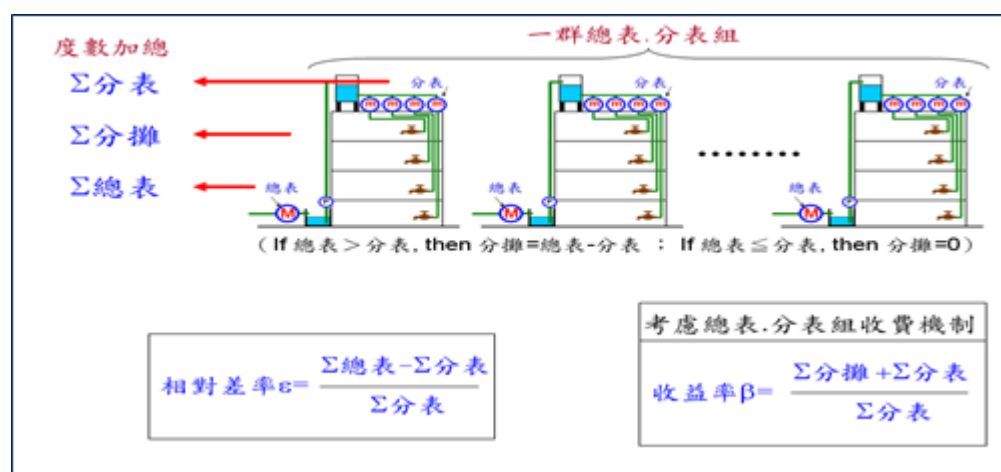 一群總表.分表組
度數加總
Σ分表
Σ分攤
Σ總表
分表
m m m m
總表
M
P
分表
m m m m
總表
M
P
········
分表
m m m m
總表
M
P
(If 總表>分表, then 分攤=總表-分表 ; If 總表≦分表, then 分攤=0)
相對差率ε= Σ總表-Σ分表
Σ分表
考慮總表.分表組收費機制
收益率β= Σ分攤+Σ分表
Σ分表